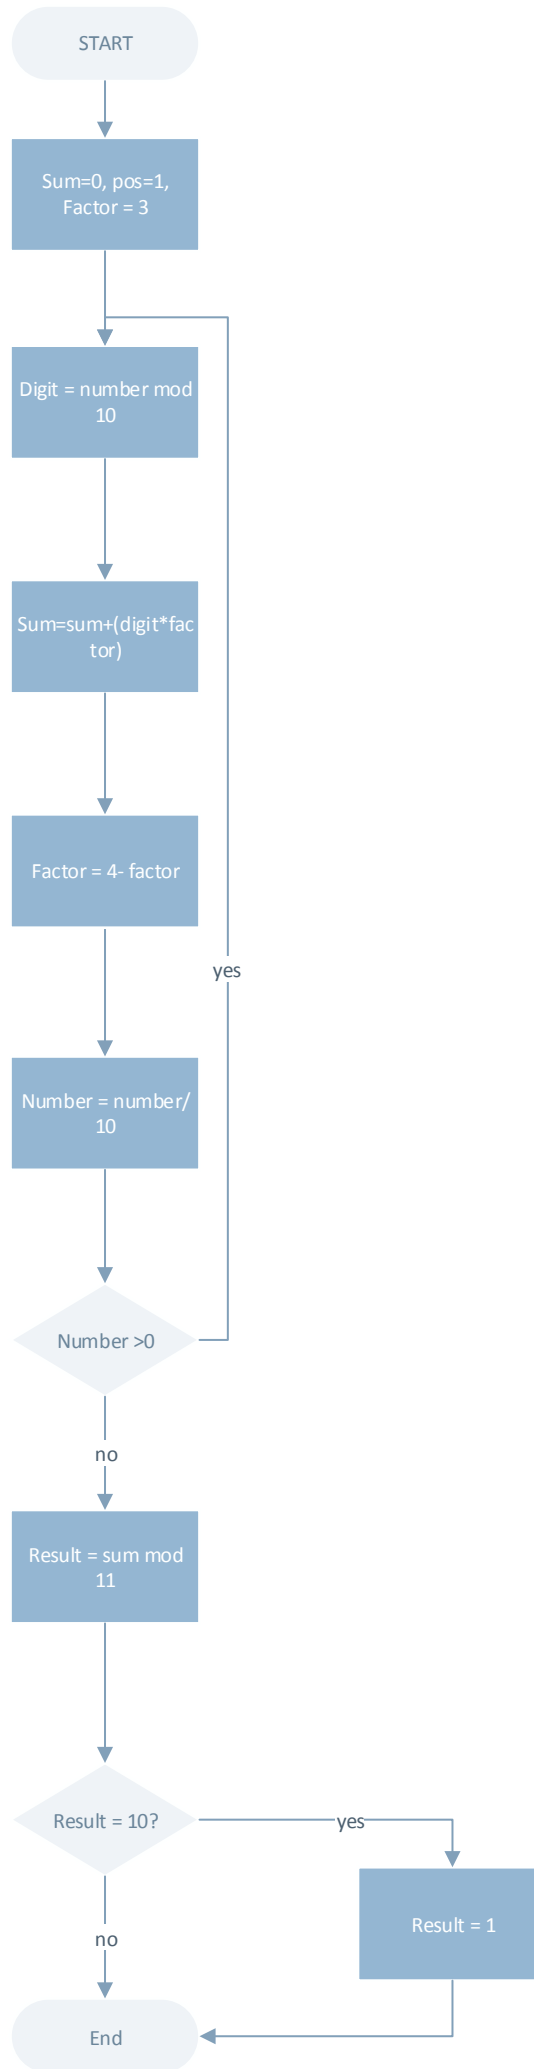 START
Sum=0, pos=1,
Factor = 3
Digit = number mod
10
Sum=sum+(digit*fac
tor)
Factor = 4- factor
yes
Number = number/
10
Number >0
no
Result = sum mod
11
Result = 10?
yes
Result = 1
no
End